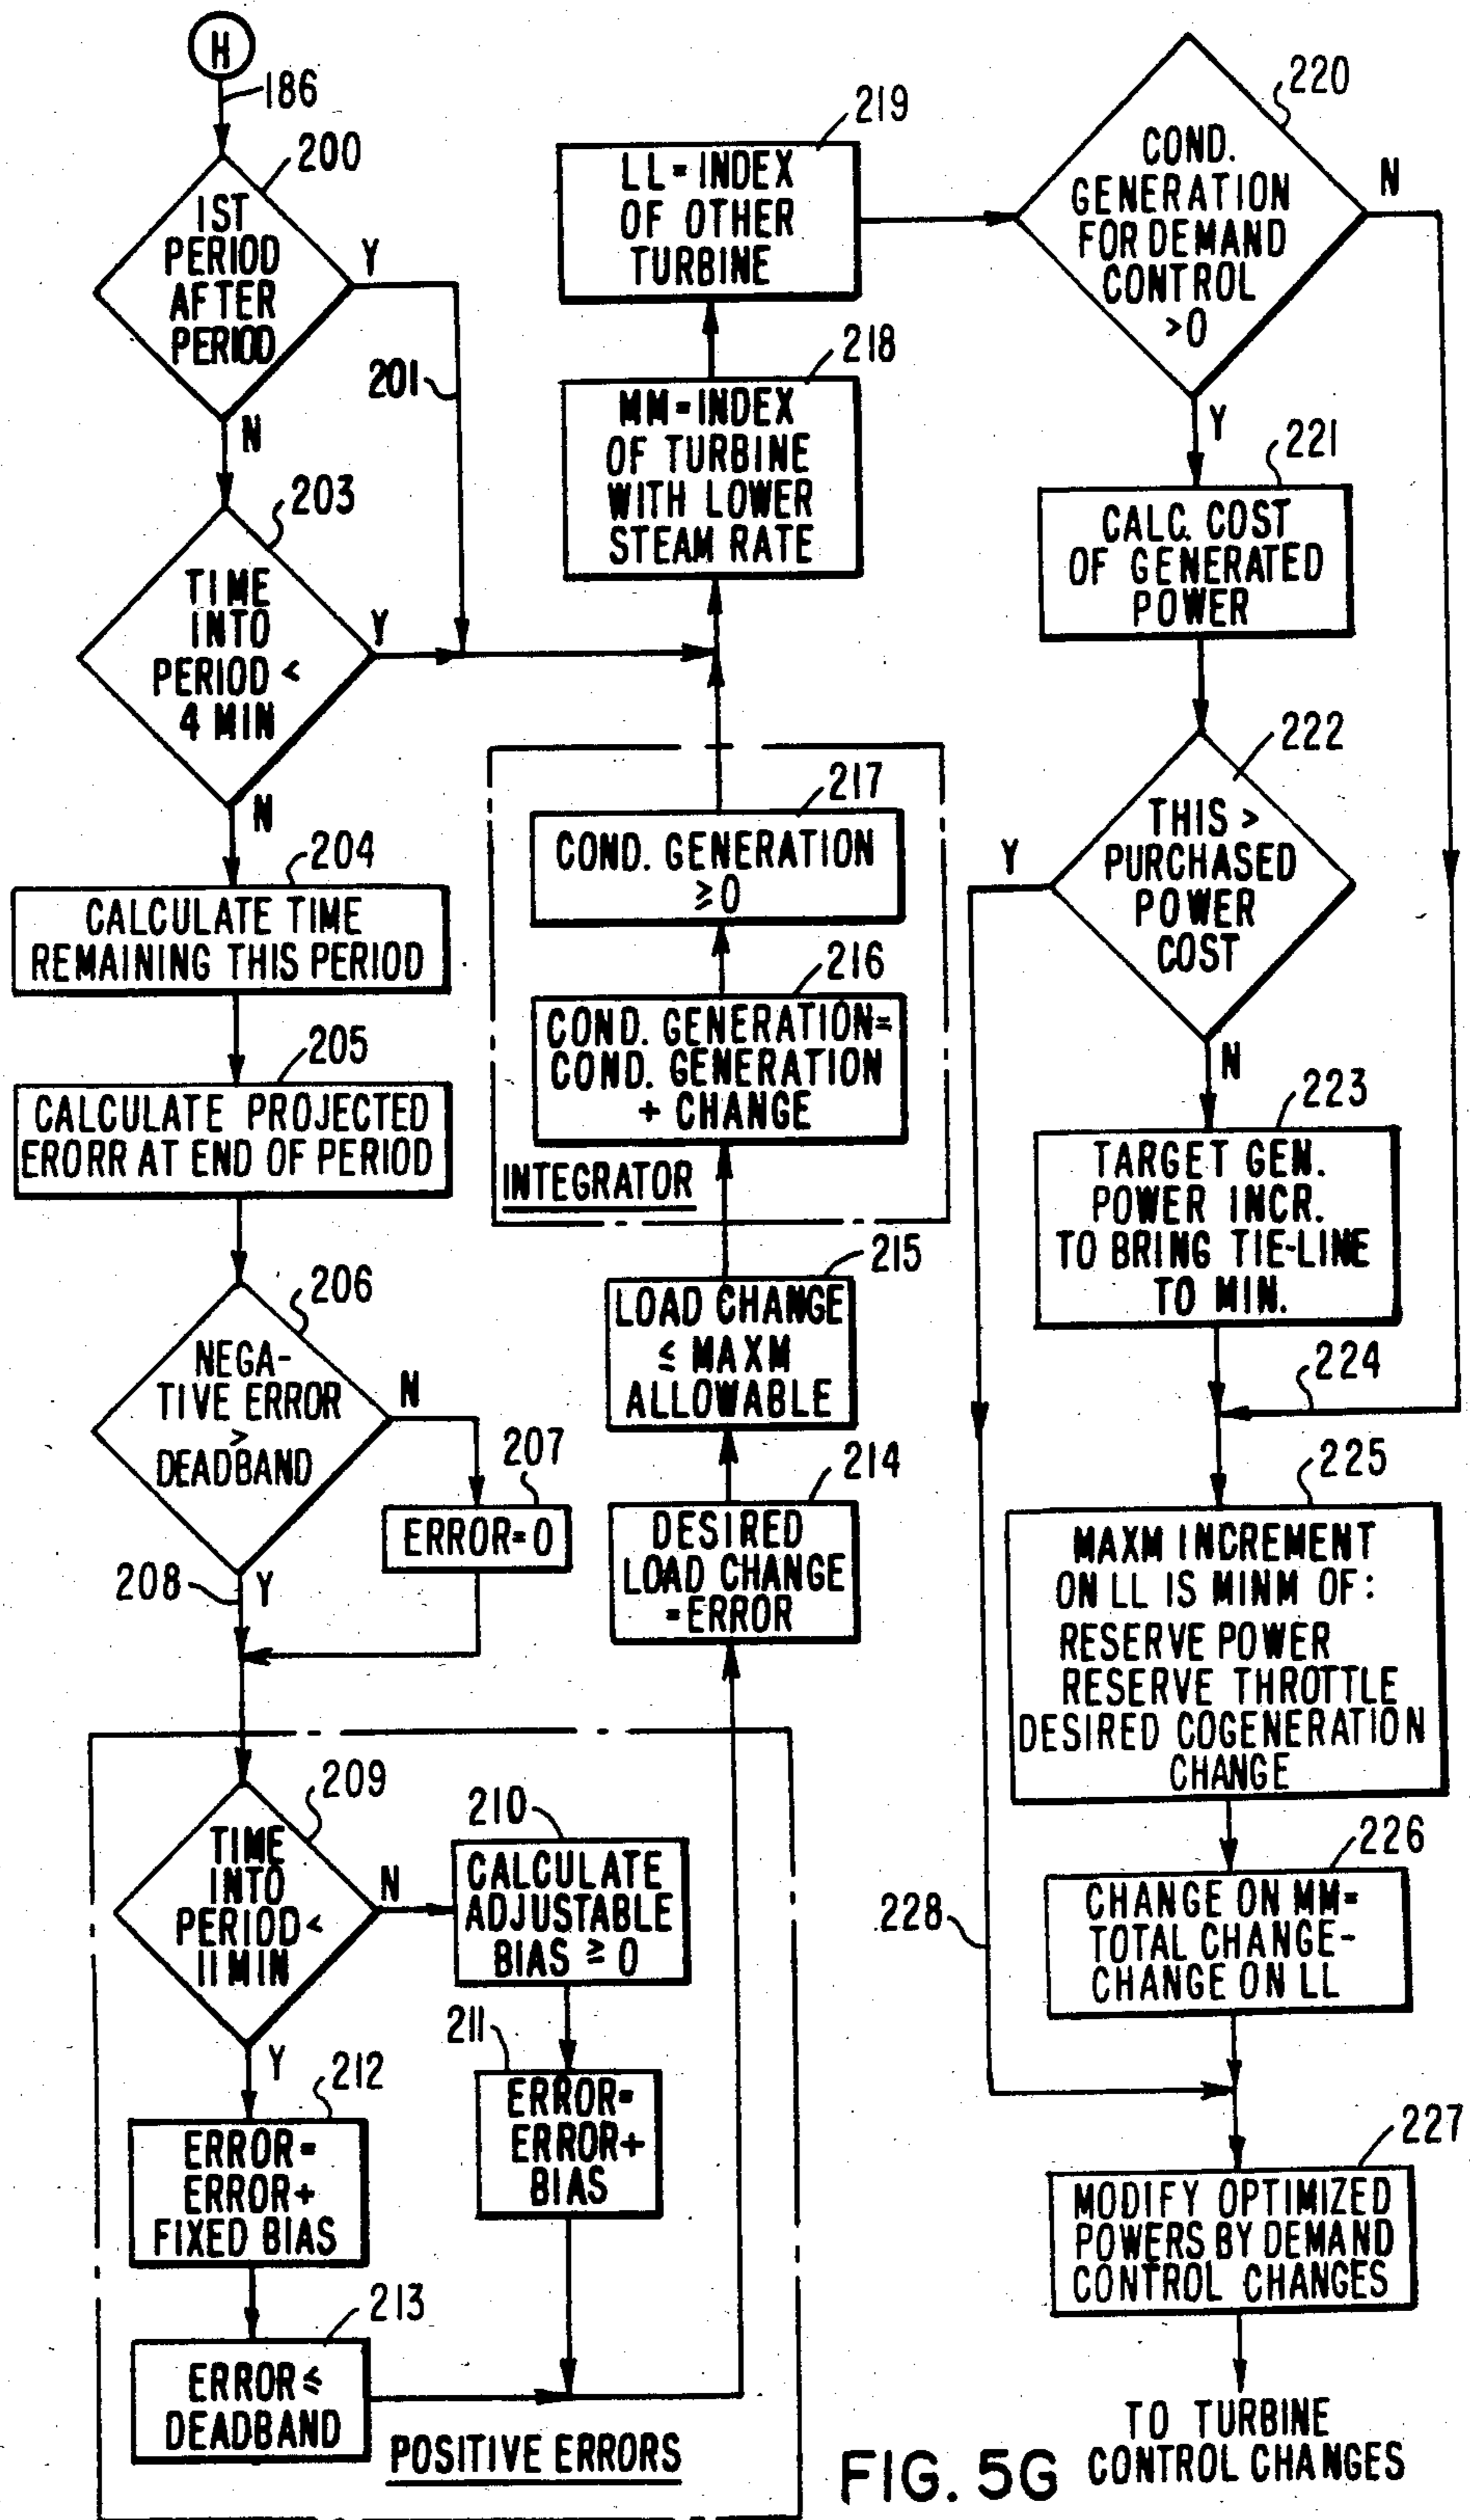 H
186
200
1ST
PERIOD
AFTER
PERIOD
Y
201
N
203
TIME
INTO
PERIOD <
4 MIN
Y
N
204
CALCULATE TIME
REMAINING THIS PERIOD
205
CALCULATE PROJECTED
ERORR AT END OF PERIOD
206
NEGA-
TIVE ERROR
>
DEADBAND
N
207
ERROR=0
208
Y
209
TIME
INTO
PERIOD <
11 MIN
N
210
CALCULATE
ADJUSTABLE
BIAS ≥ 0
211
ERROR=
ERROR+
BIAS
Y
212
ERROR=
ERROR+
FIXED BIAS
213
ERROR ≤
DEADBAND
POSITIVE ERRORS
214
DESIRED
LOAD CHANGE
=ERROR
215
LOAD CHANGE
≤ MAXM
ALLOWABLE
INTEGRATOR
216
COND. GENERATION=
COND. GENERATION
+ CHANGE
217
COND. GENERATION
≥0
218
MM=INDEX
OF TURBINE
WITH LOWER
STEAM RATE
219
LL=INDEX
OF OTHER
TURBINE
220
COND.
GENERATION
FOR DEMAND
CONTROL
>0
N
Y
221
CALC. COST
OF GENERATED
POWER
222
THIS >
PURCHASED
POWER
COST
Y
N
223
TARGET GEN.
POWER INCR.
TO BRING TIE-LINE
TO MIN.
224
225
MAXM INCREMENT
ON LL IS MINM OF:
RESERVE POWER
RESERVE THROTTLE
DESIRED COGENERATION
CHANGE
226
CHANGE ON MM=
TOTAL CHANGE-
CHANGE ON LL
228
227
MODIFY OPTIMIZED
POWERS BY DEMAND
CONTROL CHANGES
TO TURBINE
CONTROL CHANGES
FIG. 5G